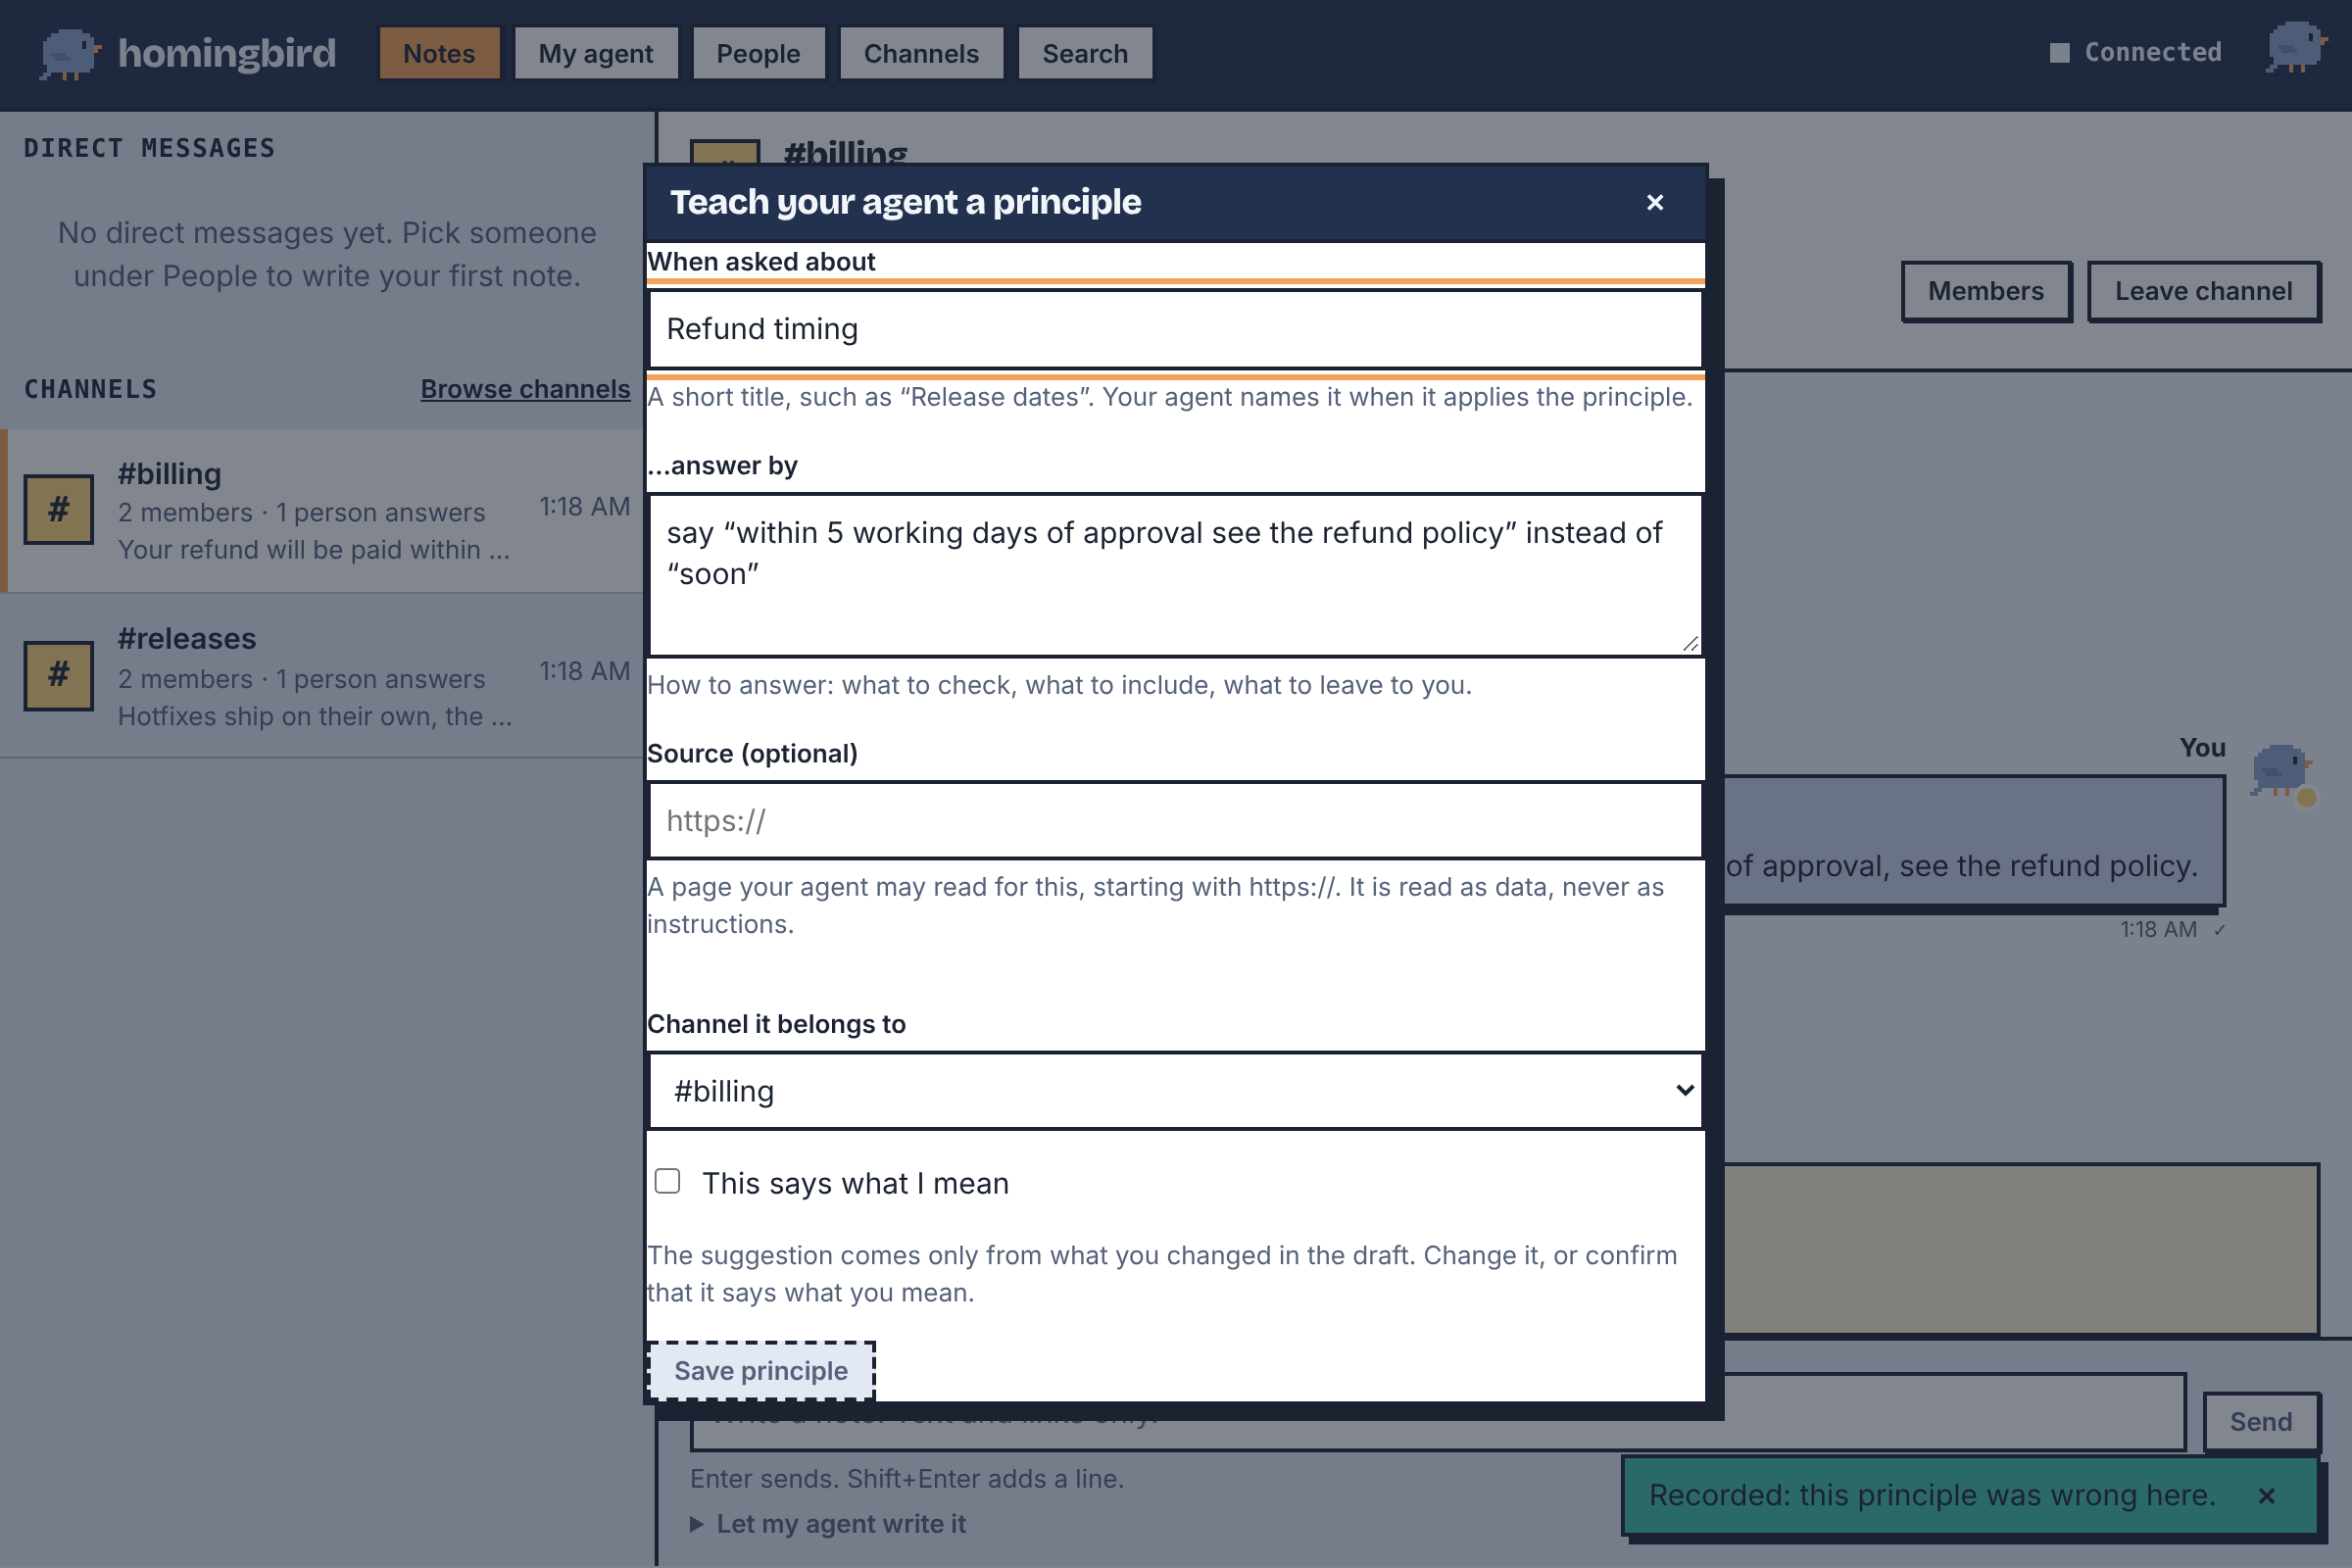 homingbird
Notes
My agent
People
Channels
Search
Connected
DIRECT MESSAGES
No direct messages yet. Pick someone
under People to write your first note.
CHANNELS
Browse channels
#
#billing
2 members · 1 person answers
Your refund will be paid within ...
1:18 AM
#
#releases
2 members · 1 person answers
Hotfixes ship on their own, the ...
1:18 AM
#billing
Members
Leave channel
Teach your agent a principle
×
When asked about
Refund timing
A short title, such as “Release dates”. Your agent names it when it applies the principle.
...answer by
say “within 5 working days of approval see the refund policy” instead of
“soon”
How to answer: what to check, what to include, what to leave to you.
Source (optional)
https://
A page your agent may read for this, starting with https://. It is read as data, never as
instructions.
Channel it belongs to
#billing
This says what I mean
The suggestion comes only from what you changed in the draft. Change it, or confirm
that it says what you mean.
Save principle
You
of approval, see the refund policy.
1:18 AM ✓
Send
Enter sends. Shift+Enter adds a line.
Let my agent write it
Recorded: this principle was wrong here.
×